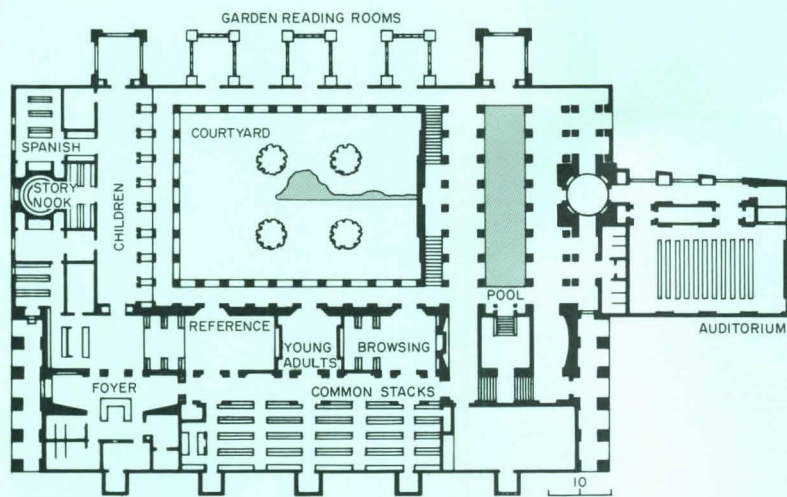 GARDEN READING ROOMS
COURTYARD
SPANISH
STORY
NOOK
CHILDREN
POOL
REFERENCE
YOUNG
ADULTS
BROWSING
AUDITORIUM
FOYER
COMMON STACKS
10